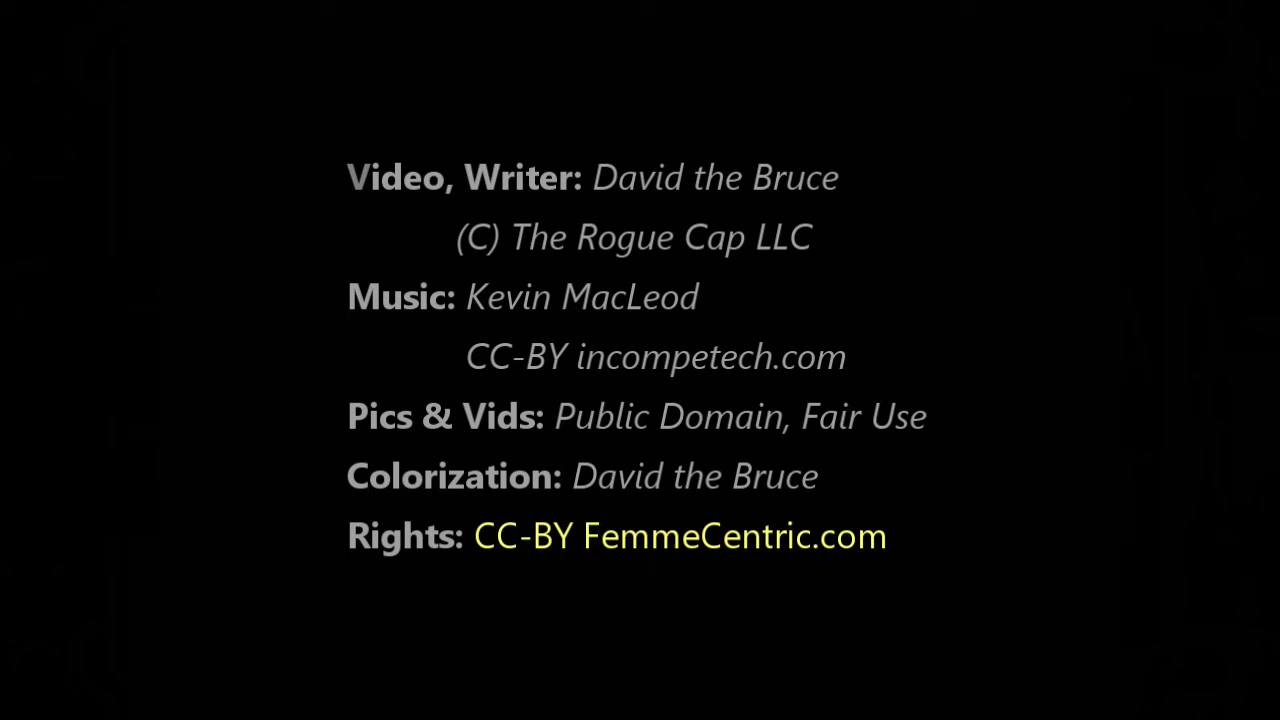 Video, Writer: David the Bruce
(C) The Rogue Cap LLC
Music: Kevin MacLeod
CC-BY incompetech.com
Pics & Vids: Public Domain, Fair Use
Colorization: David the Bruce
Rights: CC-BY FemmeCentric.com